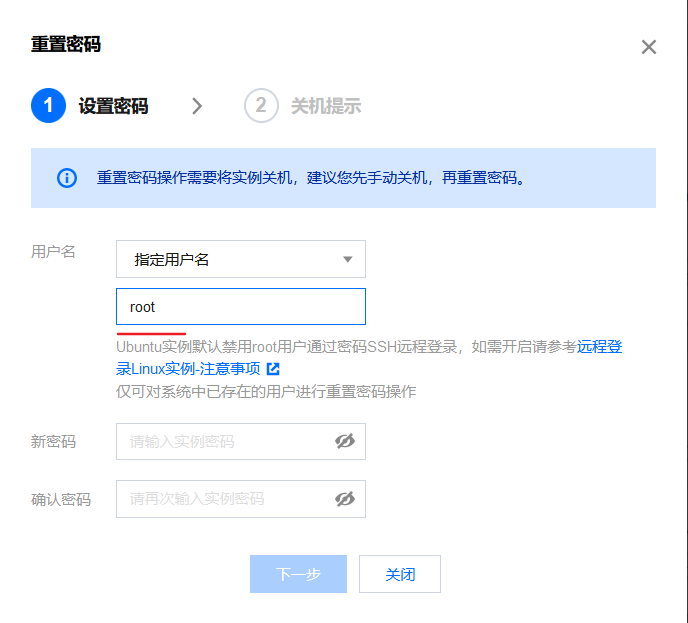 重置密码
1 设置密码
2 关机提示
重置密码操作需要将实例关机，建议您先手动关机，再重置密码。
用户名
指定用户名
root
Ubuntu实例默认禁用root用户通过密码SSH远程登录，如需开启请参考远程登
录Linux实例-注意事项
仅可对系统中已存在的用户进行重置密码操作
新密码
请输入实例密码
确认密码
请再次输入实例密码
下一步
关闭